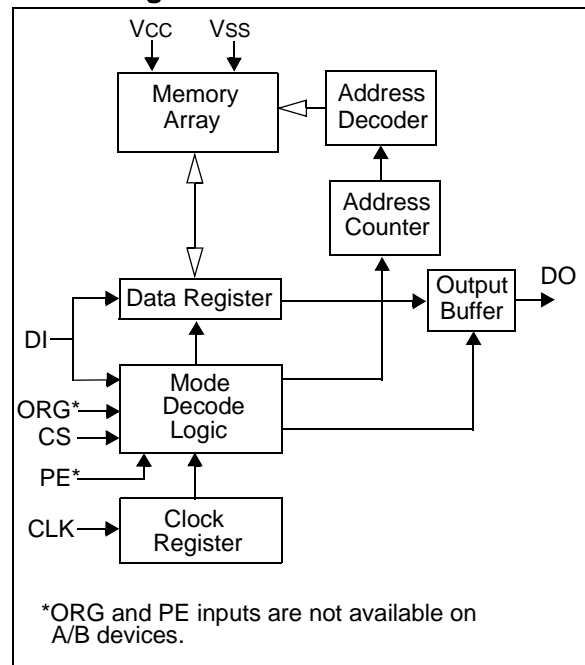 VCC
VSS
Memory
Array
Address
Decoder
Address
Counter
Data Register
Output
Buffer
DO
DI
Mode
Decode
Logic
ORG*
CS
PE*
CLK
Clock
Register
*ORG and PE inputs are not available on
A/B devices.